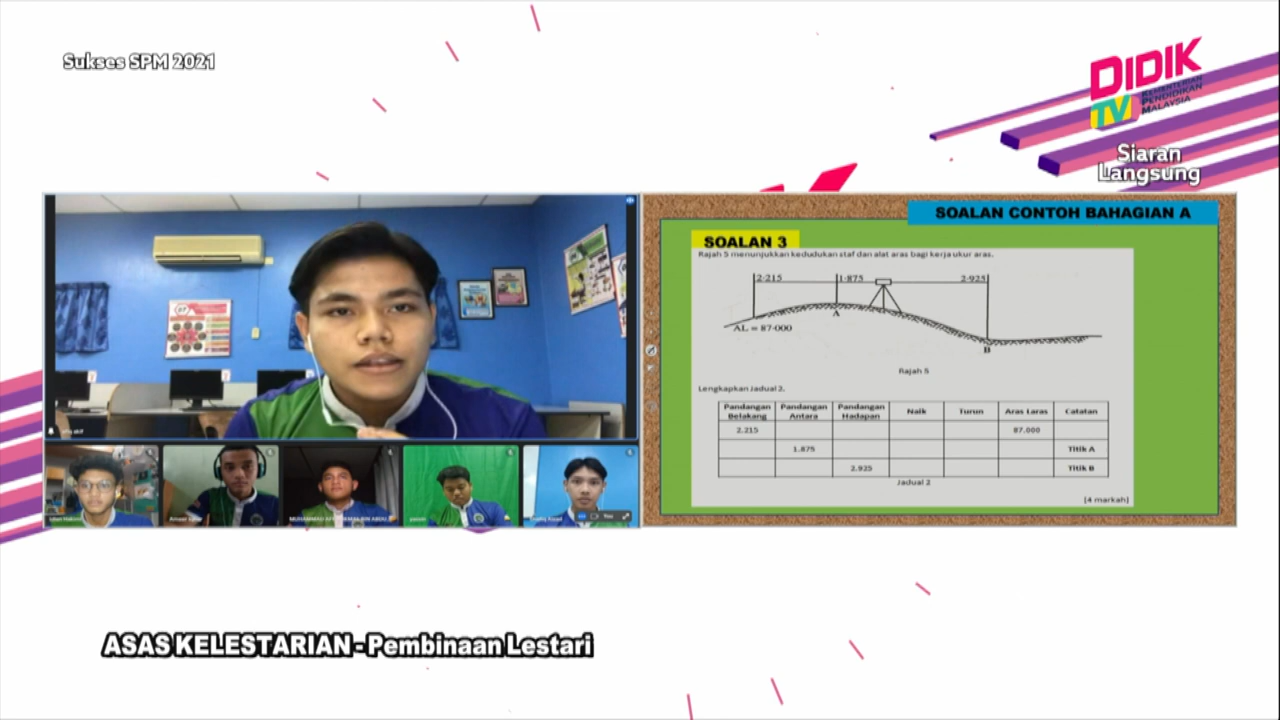 Sukses SPM 2021
DIDIK
TV KEMENTERIAN
PENDIDIKAN
MALAYSIA
Siaran
Langsung
SOALAN CONTOH BAHAGIAN A
SOALAN 3
Rajah 5 menunjukkan kedudukan staf dan alat aras bagi kerja ukur aras.
2·215 1·875 2·925
A
AL = 87·000
B
Rajah 5
Lengkapkan Jadual 2.
Pandangan Belakang Pandangan Antara Pandangan Hadapan Naik Turun Aras Laras Catatan
2.215 87.000
1.875 Titik A
2.925 Titik B
Jadual 2
[4 markah]
ASAS KELESTARIAN - Pembinaan Lestari